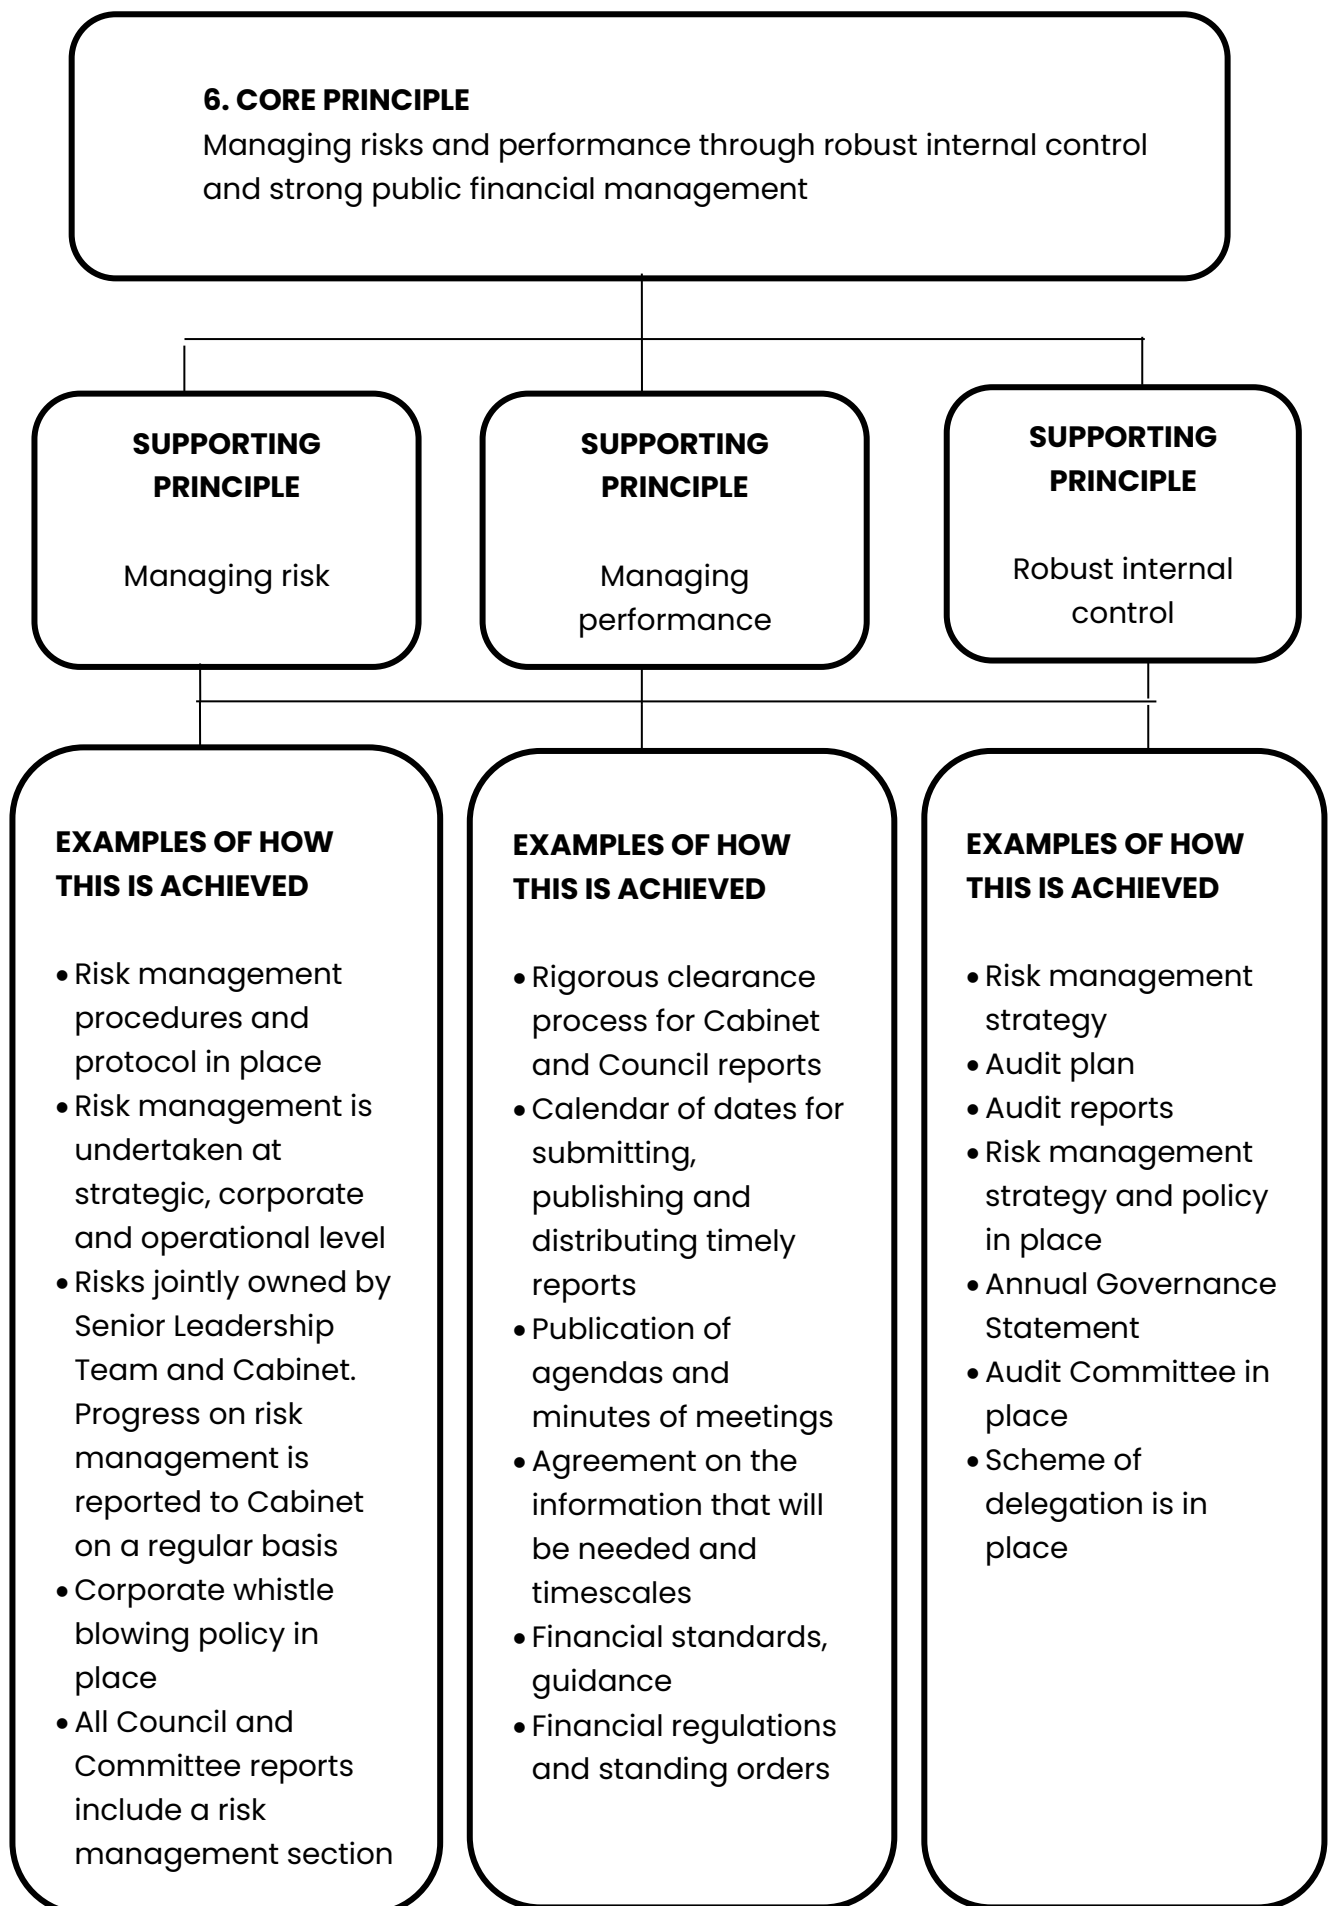 6. CORE PRINCIPLE
Managing risks and performance through robust internal control
and strong public financial management
SUPPORTING
PRINCIPLE
Managing risk
SUPPORTING
PRINCIPLE
Managing
performance
SUPPORTING
PRINCIPLE
Robust internal
control
EXAMPLES OF HOW
THIS IS ACHIEVED
• Risk management
procedures and
protocol in place
• Risk management is
undertaken at
strategic, corporate
and operational level
• Risks jointly owned by
Senior Leadership
Team and Cabinet.
Progress on risk
management is
reported to Cabinet
on a regular basis
• Corporate whistle
blowing policy in
place
• All Council and
Committee reports
include a risk
management section
EXAMPLES OF HOW
THIS IS ACHIEVED
• Rigorous clearance
process for Cabinet
and Council reports
• Calendar of dates for
submitting,
publishing and
distributing timely
reports
• Publication of
agendas and
minutes of meetings
• Agreement on the
information that will
be needed and
timescales
• Financial standards,
guidance
• Financial regulations
and standing orders
EXAMPLES OF HOW
THIS IS ACHIEVED
• Risk management
strategy
• Audit plan
• Audit reports
• Risk management
strategy and policy
in place
• Annual Governance
Statement
• Audit Committee in
place
• Scheme of
delegation is in
place